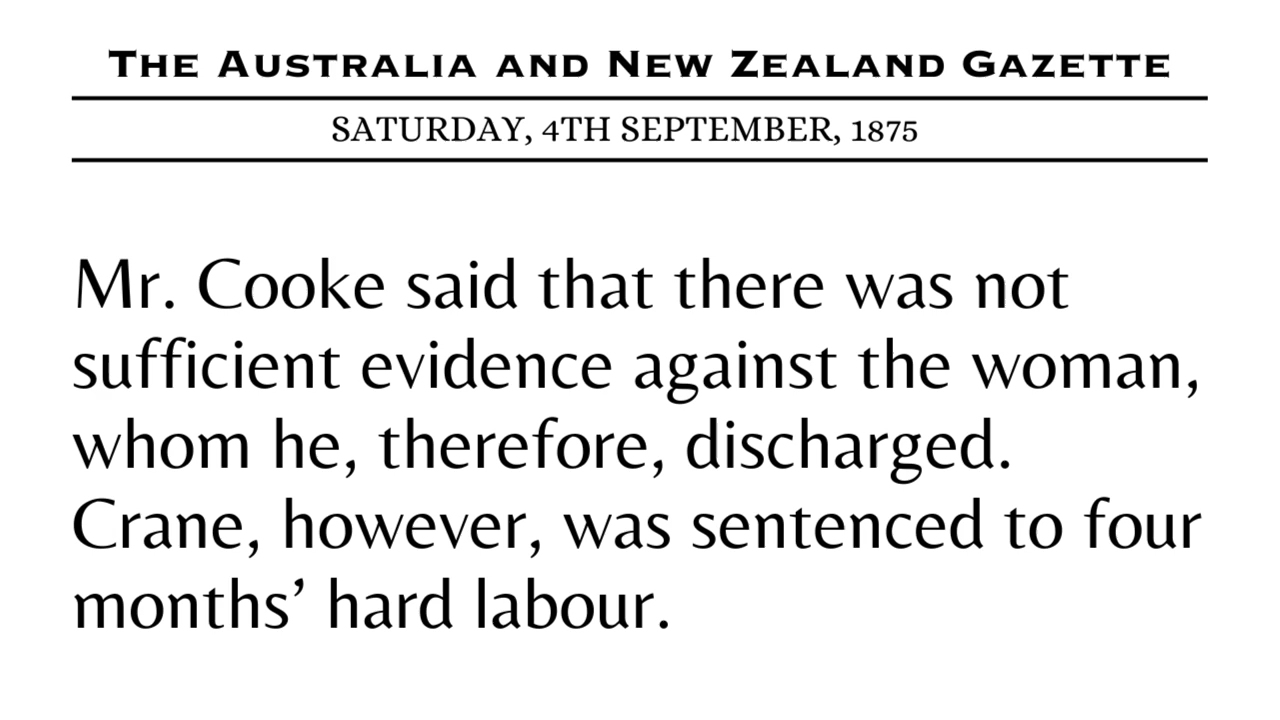 THE AUSTRALIA AND NEW ZEALAND GAZETTE
SATURDAY, 4TH SEPTEMBER, 1875
Mr. Cooke said that there was not
sufficient evidence against the woman,
whom he, therefore, discharged.
Crane, however, was sentenced to four
months’ hard labour.